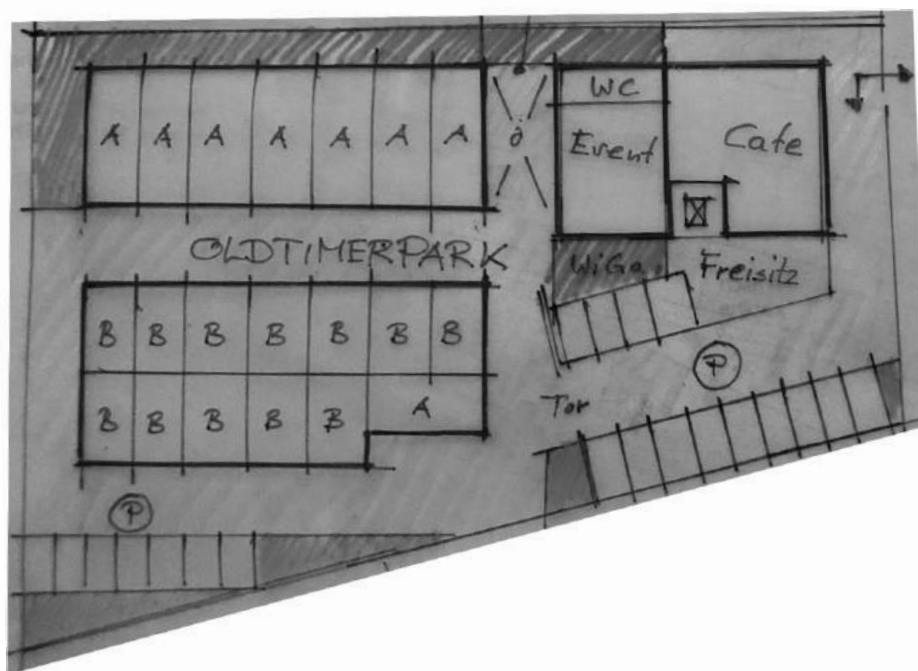 WC
A A A A A A A
ö
Event
Cafe
OLDTIMERPARK
WiGa
Freisitz
B B B B B B B
P
B B B B B A
Tor
P